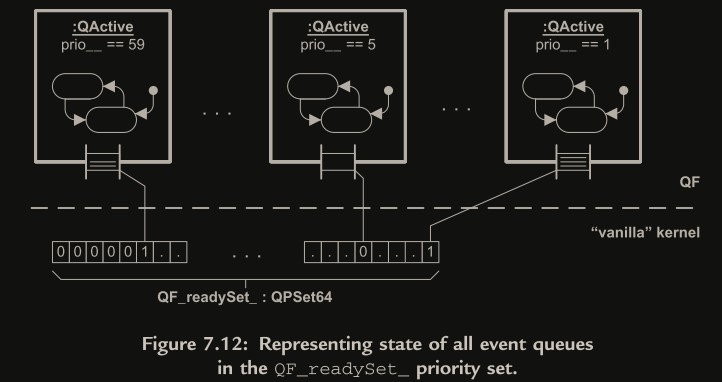 :QActive
prio__ == 59
:QActive
prio__ == 5
:QActive
prio__ == 1
. . .
. . .
QF
"vanilla" kernel
0 0 0 0 0 1 . .
. . .
. . . 0 . . . 1
QF_readySet_ : QPSet64
Figure 7.12: Representing state of all event queues
in the QF_readySet_ priority set.